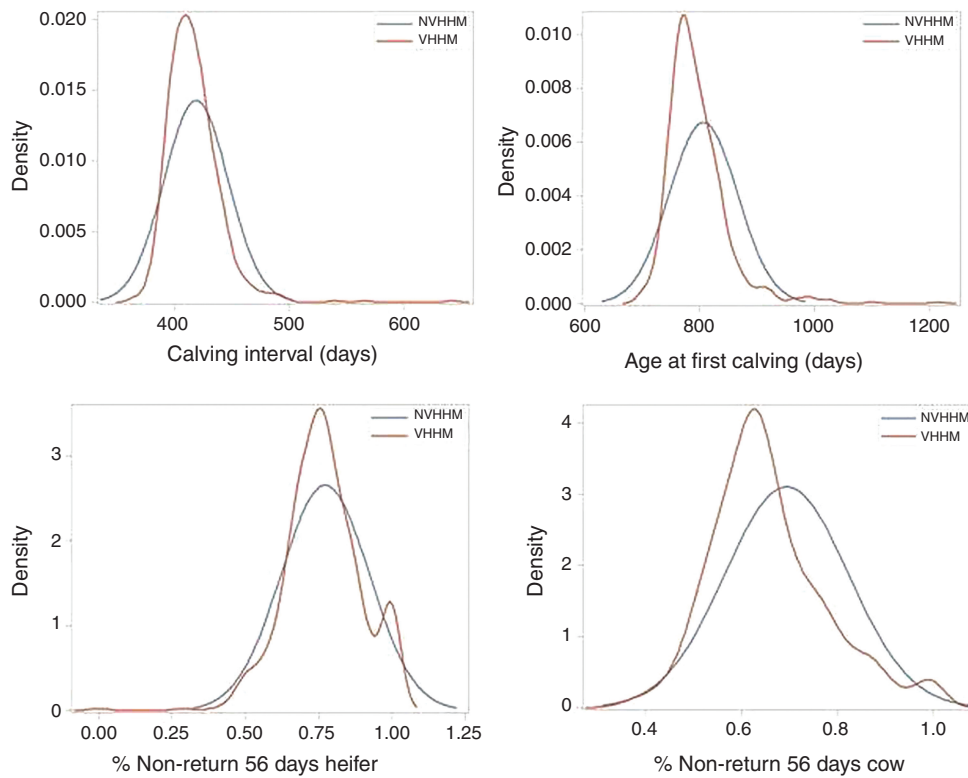 0.020
0.015
0.010
0.005
0.000
Density
400
500
600
Calving interval (days)
NVHHM
VHHM
0.010
0.008
0.006
0.004
0.002
0.000
Density
600
800
1000
1200
Age at first calving (days)
NVHHM
VHHM
3
2
1
0
Density
0.00
0.25
0.50
0.75
1.00
1.25
% Non-return 56 days heifer
NVHHM
VHHM
4
3
2
1
0
Density
0.4
0.6
0.8
1.0
% Non-return 56 days cow
NVHHM
VHHM